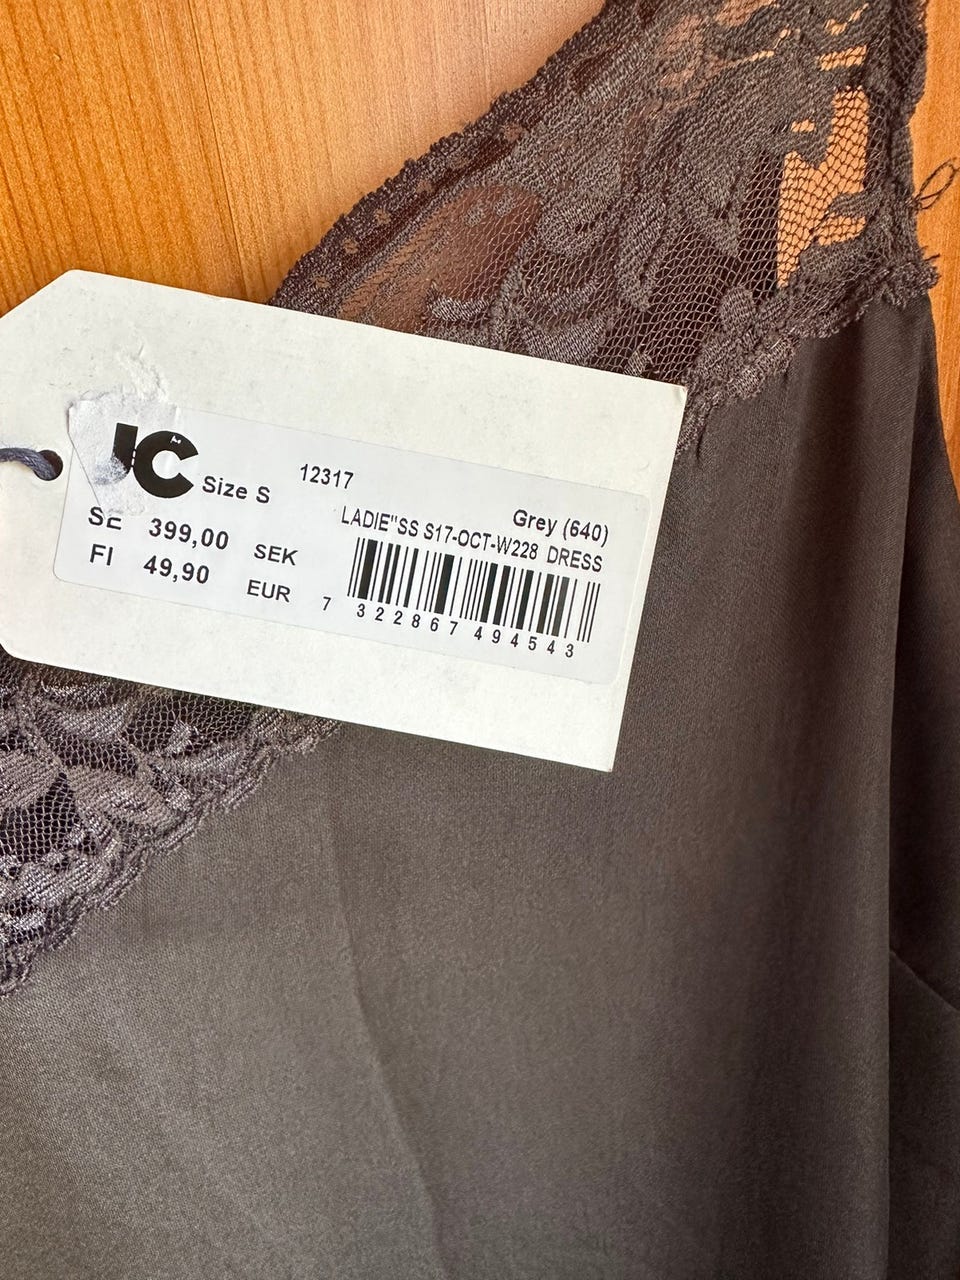 JC Size S 12317
Grey (640)
LADIE"SS S17-OCT-W228 DRESS
SE 399,00 SEK
FI 49,90 EUR
7 322867 494543